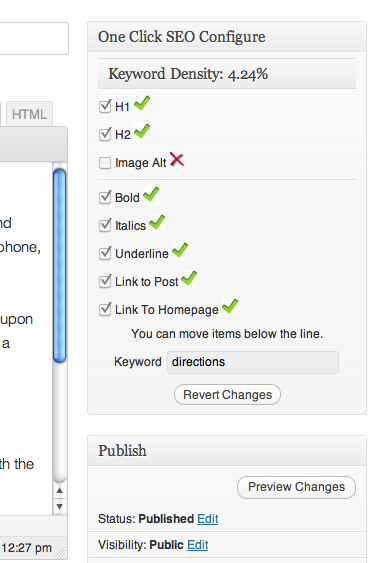 One Click SEO Configure
Keyword Density: 4.24%
H1
HTML
H2
Image Alt
Bold
Italics
nd
Underline
phone,
Link to Post
Link To Homepage
upon
You can move items below the line.
a
Keyword directions
Revert Changes
Publish
th the
Preview Changes
Status: Published Edit
12:27 pm
Visibility: Public Edit